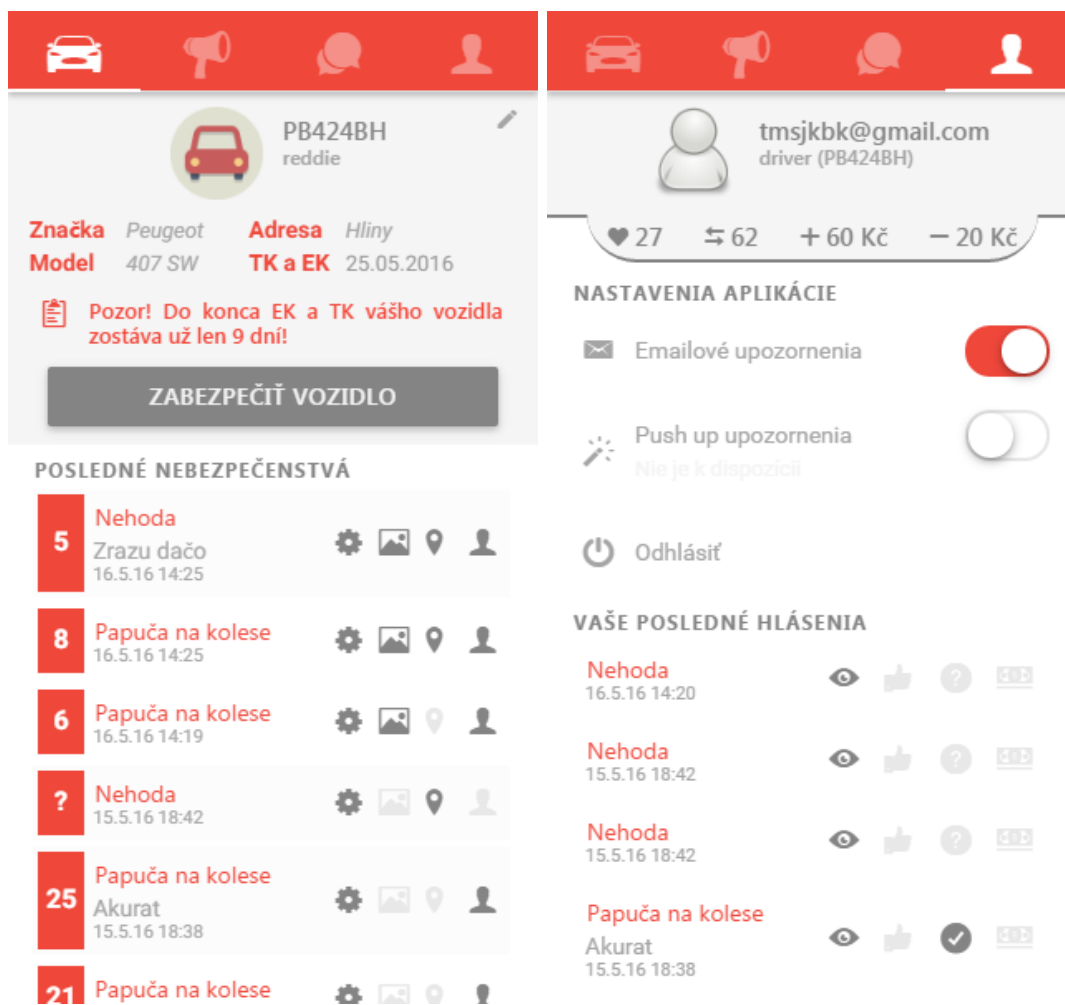 PB424BH
reddie
Značka Peugeot Adresa Hliny
Model 407 SW TK a EK 25.05.2016
Pozor! Do konca EK a TK vášho vozidla
zostáva už len 9 dní!
ZABEZPEČIŤ VOZIDLO
POSLEDNÉ NEBEZPEČENSTVÁ
5 Nehoda
Zrazu dačo
16.5.16 14:25
8 Papuča na kolese
16.5.16 14:25
6 Papuča na kolese
16.5.16 14:19
? Nehoda
15.5.16 18:42
25 Papuča na kolese
Akurat
15.5.16 18:38
21 Papuča na kolese
tmsjkbk@gmail.com
driver (PB424BH)
27 62 + 60 Kč − 20 Kč
NASTAVENIA APLIKÁCIE
Emailové upozornenia
Push up upozornenia
Nie je k dispozícii
Odhlásiť
VAŠE POSLEDNÉ HLÁSENIA
Nehoda
16.5.16 14:20
Nehoda
15.5.16 18:42
Nehoda
15.5.16 18:42
Papuča na kolese
Akurat
15.5.16 18:38